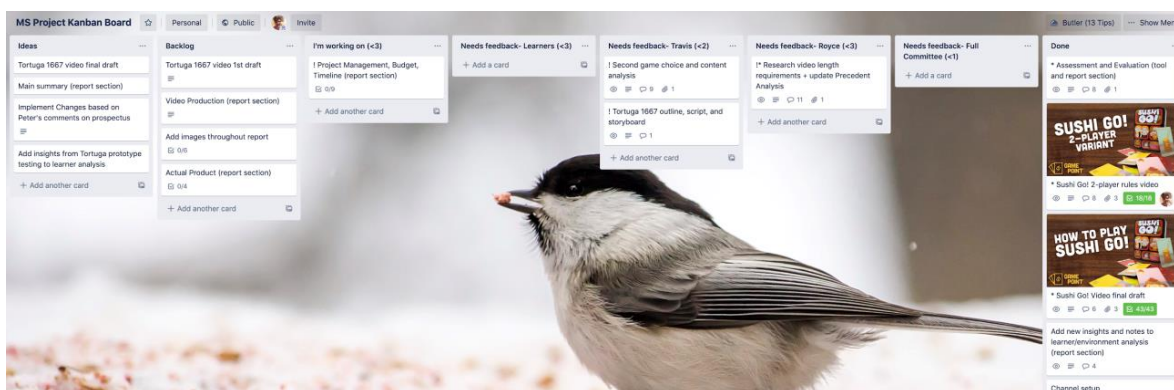 MS Project Kanban Board
Personal
Public
Invite
Butler (13 Tips)
Show Men
Ideas
Tortuga 1667 video final draft
Main summary (report section)
Implement Changes based on
Peter's comments on prospectus
Add insights from Tortuga prototype
testing to learner analysis
+ Add another card
Backlog
Tortuga 1667 video 1st draft
Video Production (report section)
Add images throughout report
0/6
Actual Product (report section)
0/4
+ Add another card
I'm working on (<3)
! Project Management, Budget,
Timeline (report section)
0/9
+ Add another card
Needs feedback- Learners (<3)
+ Add a card
Needs feedback- Travis (<2)
! Second game choice and content
analysis
9 1
! Tortuga 1667 outline, script, and
storyboard
1
+ Add another card
Needs feedback- Royce (<3)
!* Research video length
requirements + update Precedent
Analysis
11 1
+ Add another card
Needs feedback- Full
Committee (<1)
+ Add a card
Done
* Assessment and Evaluation (tool
and report section)
8 1
SUSHI GO!
2-PLAYER
VARIANT
GAME
POINT
* Sushi Go! 2-player rules video
8 3 18/18
HOW TO PLAY
SUSHI GO!
GAME
POINT
* Sushi Go! Video final draft
6 3 43/43
Add new insights and notes to
learner/environment analysis
(report section)
4
Channel setup